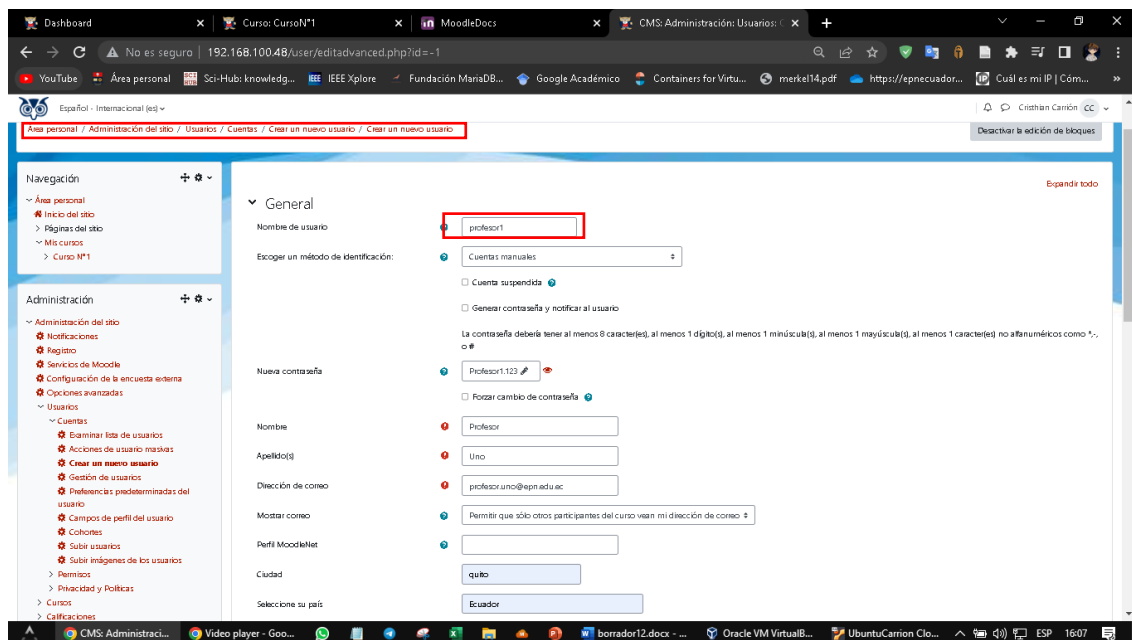 Dashboard
Curso: CursoN°1
MoodleDocs
CMS: Administración: Usuarios: C
No es seguro | 192.168.100.48/user/editadvanced.php?id=-1
YouTube
Área personal
Sci-Hub: knowledg...
IEEE Xplore
Fundación MariaDB...
Google Académico
Containers for Virtu...
merkel14.pdf
https://epnecuador...
Cuál es mi IP | Cóm...
»
Español - Internacional (es)
Cristhian Carrión CC
Área personal / Administración del sitio / Usuarios / Cuentas / Crear un nuevo usuario / Crear un nuevo usuario
Desactivar la edición de bloques
Navegación
Área personal
Inicio del sitio
Páginas del sitio
Mis cursos
Curso N°1
Administración
Administración del sitio
Notificaciones
Registro
Servicios de Moodle
Configuración de la encuesta externa
Opciones avanzadas
Usuarios
Cuentas
Examinar lista de usuarios
Acciones de usuario masivas
Crear un nuevo usuario
Gestión de usuarios
Preferencias predeterminadas del
usuario
Campos de perfil del usuario
Cohortes
Subir usuarios
Subir imágenes de los usuarios
Permisos
Privacidad y Políticas
Cursos
Calificaciones
Expandir todo
General
Nombre de usuario
profesor1
Escoger un método de identificación:
Cuentas manuales
Cuenta suspendida
Generar contraseña y notificar al usuario
La contraseña debería tener al menos 8 caracter(es), al menos 1 dígito(s), al menos 1 minúscula(s), al menos 1 mayúscula(s), al menos 1 caracter(es) no alfanuméricos como *,-,
o #
Nueva contraseña
Profesor1.123
Forzar cambio de contraseña
Nombre
Profesor
Apellido(s)
Uno
Dirección de correo
profesor.uno@epn.edu.ec
Mostrar correo
Permitir que sólo otros participantes del curso vean mi dirección de correo
Perfil MoodleNet
Ciudad
quito
Seleccione su país
Ecuador
CMS: Administraci...
Video player - Goo...
borrador12.docx - ...
Oracle VM VirtualB...
UbuntuCarrion Clo...
ESP
16:07